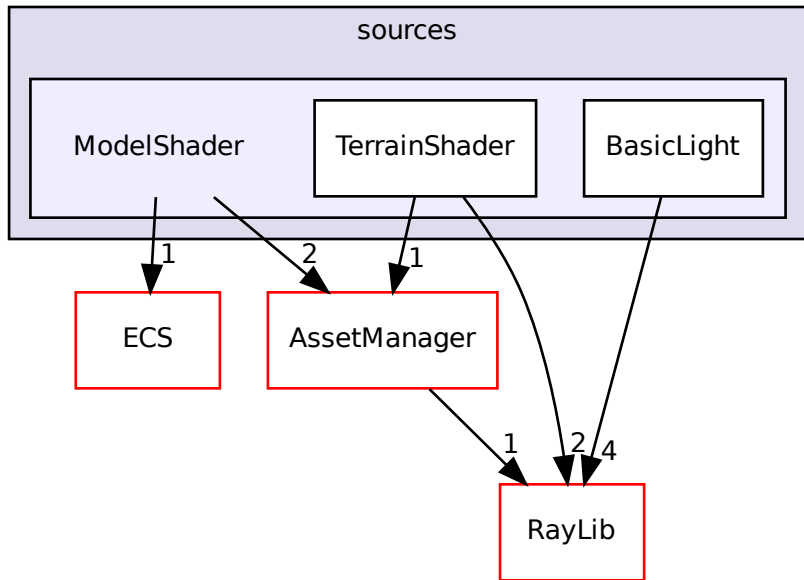 sources
ModelShader
TerrainShader
BasicLight
1
2
1
ECS
AssetManager
1
2
4
RayLib